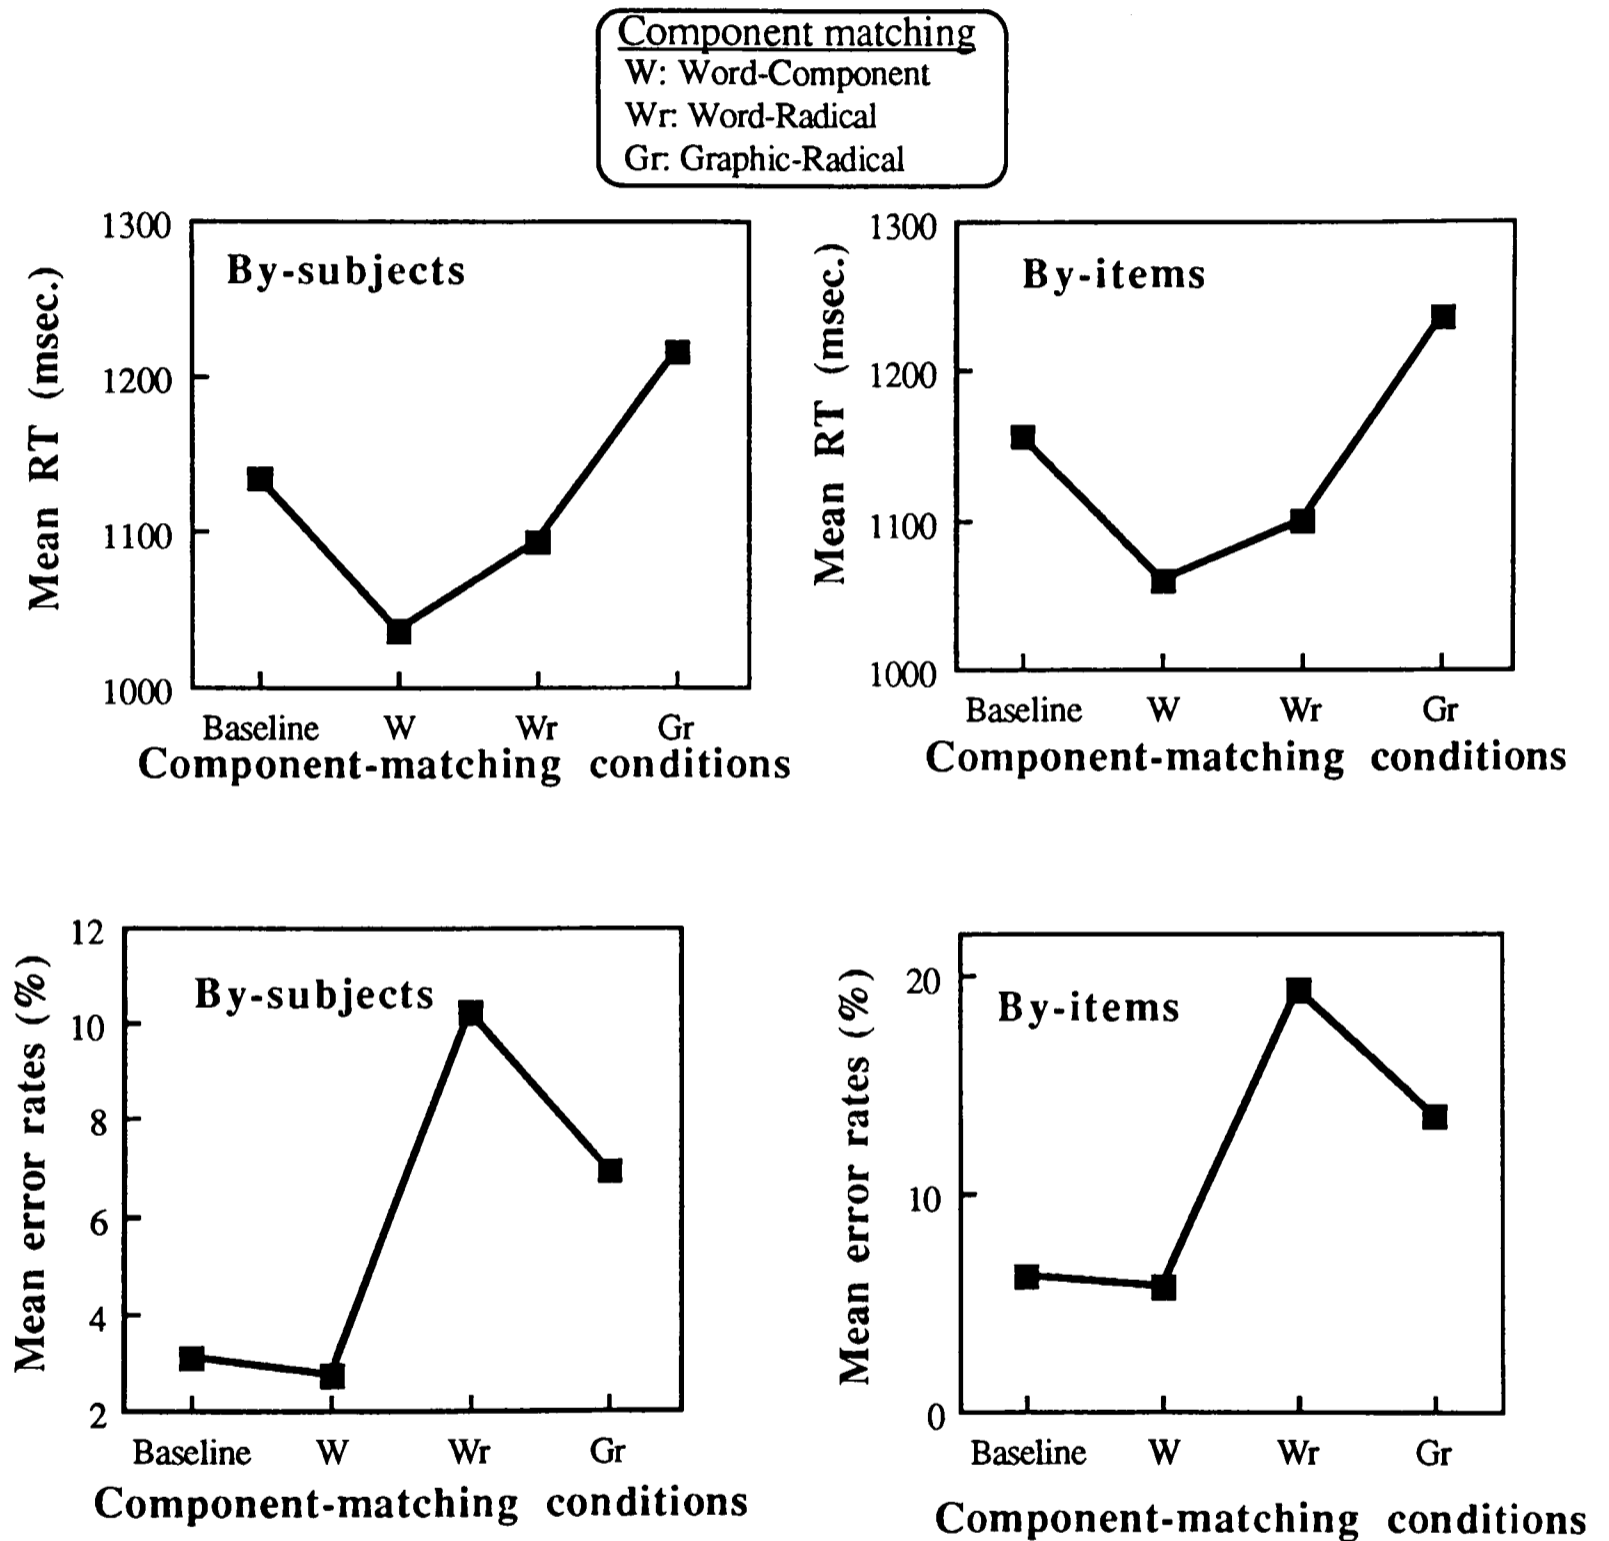 Component matching
W: Word-Component
Wr: Word-Radical
Gr: Graphic-Radical
By-subjects
Mean RT (msec.)
1300
1200
1100
1000
Baseline W Wr Gr
Component-matching conditions
By-items
Mean RT (msec.)
1300
1200
1100
1000
Baseline W Wr Gr
Component-matching conditions
By-subjects
Mean error rates (%)
12
10
8
6
4
2
Baseline W Wr Gr
Component-matching conditions
By-items
Mean error rates (%)
20
10
0
Baseline W Wr Gr
Component-matching conditions